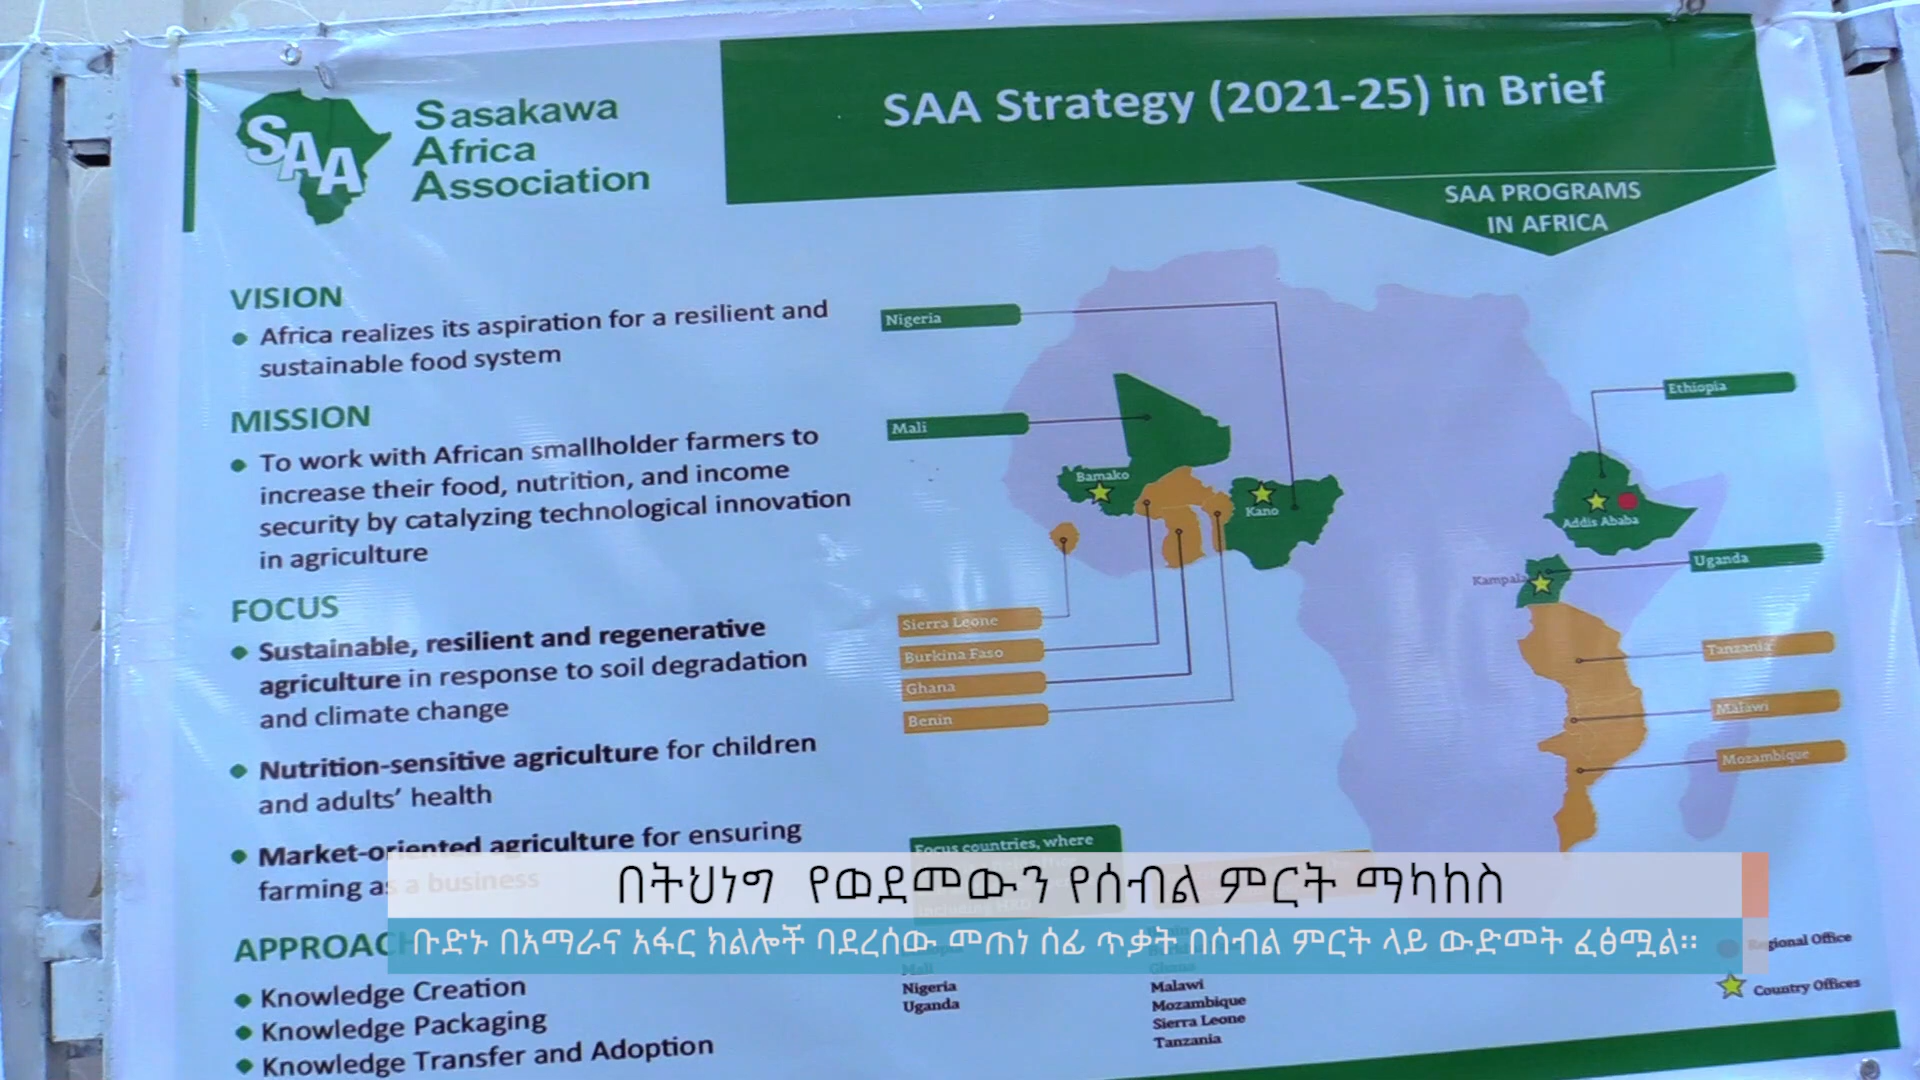 SAA
Sasakawa
Africa
Association
SAA Strategy (2021-25) in Brief
SAA PROGRAMS
IN AFRICA
VISION
Africa realizes its aspiration for a resilient and
sustainable food system
MISSION
To work with African smallholder farmers to
increase their food, nutrition, and income
security by catalyzing technological innovation
in agriculture
FOCUS
Sustainable, resilient and regenerative
agriculture in response to soil degradation
and climate change
Nutrition-sensitive agriculture for children
and adults' health
Market-oriented agriculture for ensuring
farming as a business
Nigeria
Mali
Bamako
Kano
Ethiopia
Addis Ababa
Uganda
Kampala
Sierra Leone
Burkina Faso
Ghana
Benin
Tanzania
Malawi
Mozambique
Focus countries, where
በትህነግ የወደመውን የሰብል ምርት ማካካስ
ቡድኑ በአማራና አፋር ክልሎች ባደረሰው መጠነ ሰፊ ጥቃት በሰብል ምርት ላይ ውድመት ፈፅሟል፡፡
Knowledge Creation
Knowledge Packaging
Knowledge Transfer and Adoption
Mali
Nigeria
Uganda
Ghana
Malawi
Mozambique
Sierra Leone
Tanzania
Regional Office
Country Offices